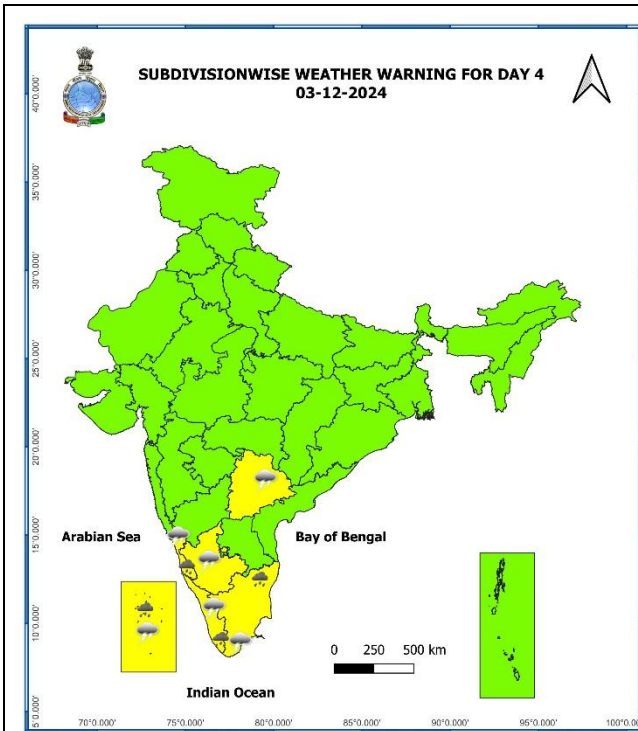 SUBDIVISIONWISE WEATHER WARNING FOR DAY 4
03-12-2024
40°0.000'
35°0.000'
30°0.000'
25°0.000'
20°0.000'
15°0.000'
10°0.000'
5°0.000'
Arabian Sea
Bay of Bengal
0 250 500 km
Indian Ocean
70°0.000' 75°0.000' 80°0.000' 85°0.000' 90°0.000' 95°0.000' 100°0.00